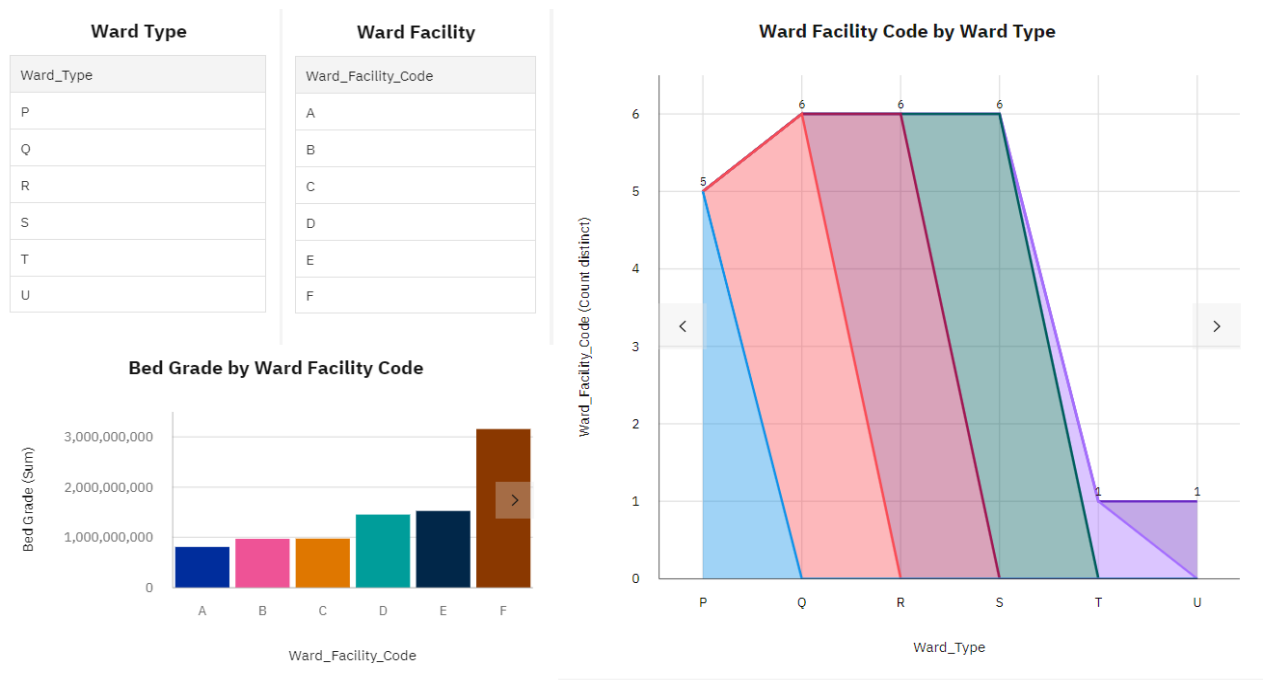 Ward Type
Ward_Type
P
Q
R
S
T
U
Ward Facility
Ward_Facility_Code
A
B
C
D
E
F
Bed Grade by Ward Facility Code
Bed Grade (Sum)
3,000,000,000
2,000,000,000
1,000,000,000
0
A B C D E F
Ward_Facility_Code
Ward Facility Code by Ward Type
Ward_Facility_Code (Count distinct)
6
5
4
3
2
1
0
5 6 6 6 1 1
P Q R S T U
Ward_Type